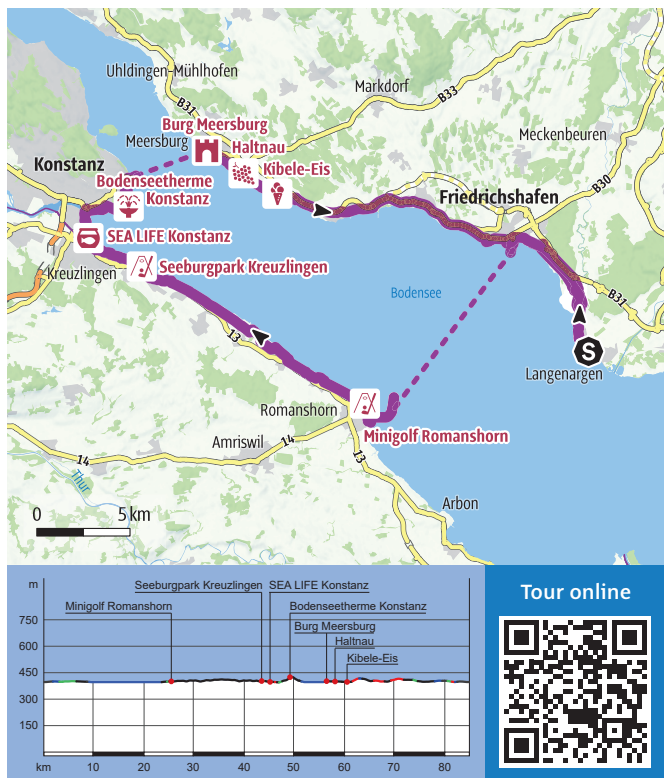 Uhldingen-Mühlhofen
Markdorf
B33
B31
Burg Meersburg
Meersburg
Haltnau
Meckenbeuren
Konstanz
Kibele-Eis
Bodenseetherme
Konstanz
Friedrichshafen
B30
SEA LIFE Konstanz
Seeburgpark Kreuzlingen
Kreuzlingen
Bodensee
B31
13
S
Langenargen
Romanshorn
Amriswil
14
Minigolf Romanshorn
14
13
Thur
0 5 km
Arbon
m
Seeburgpark Kreuzlingen
SEA LIFE Konstanz
Minigolf Romanshorn
Bodenseetherme Konstanz
Burg Meersburg
Haltnau
Kibele-Eis
750
600
450
300
150
km 10 20 30 40 50 60 70 80
Tour online